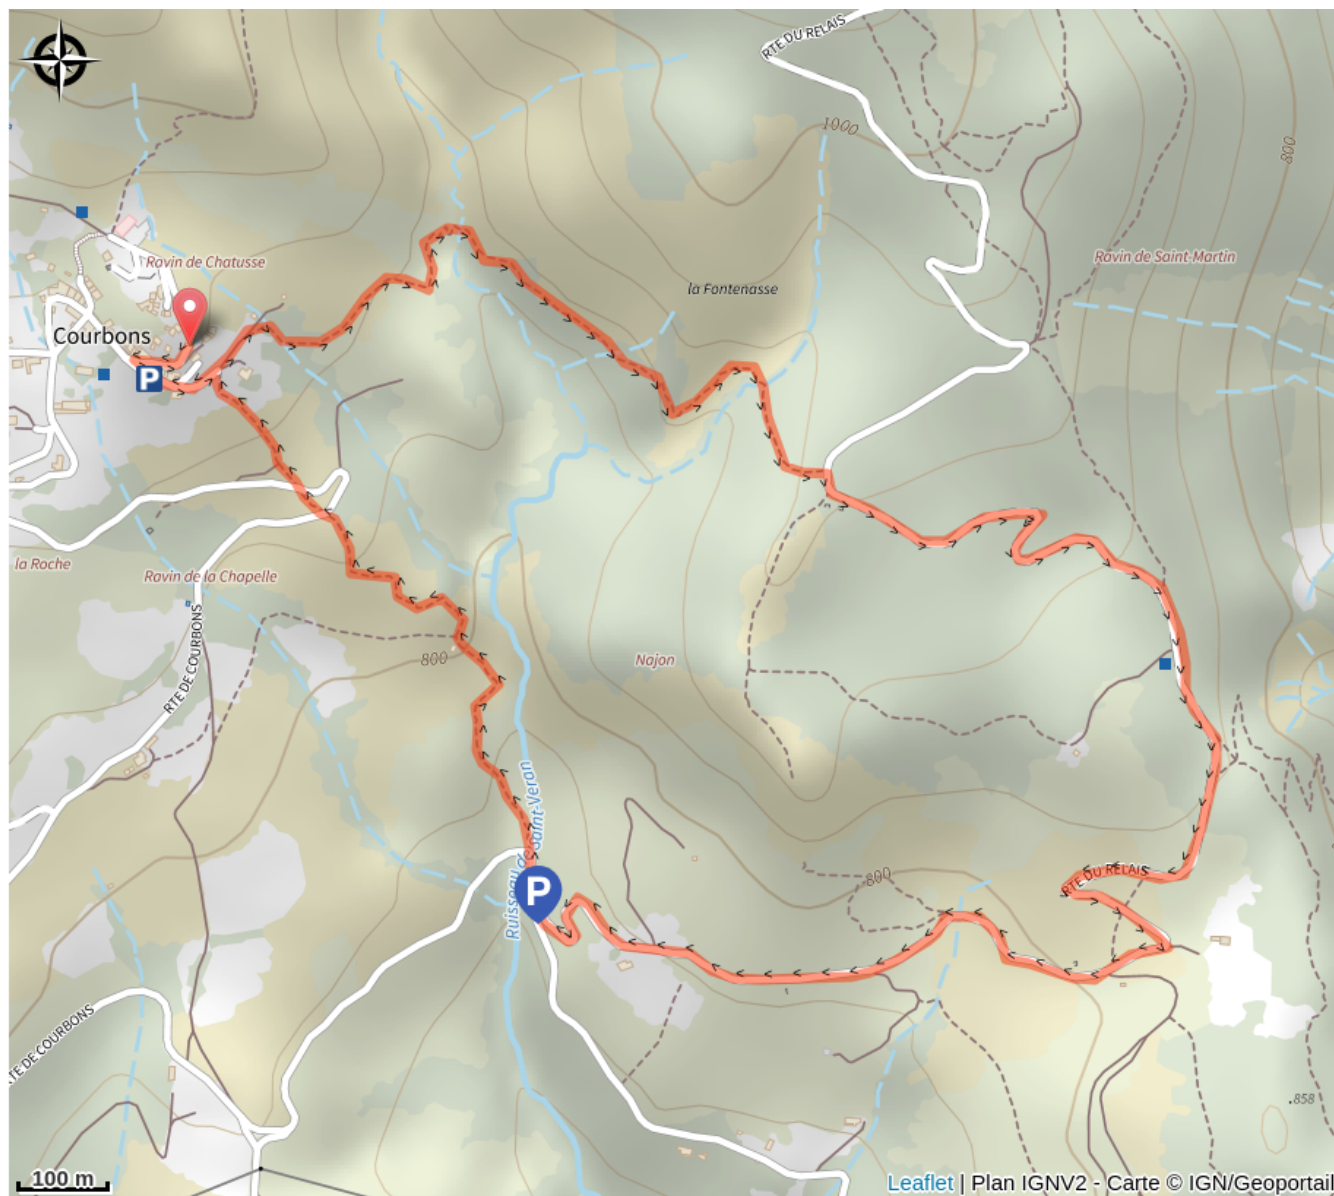 RTE DU RELAIS
1000
800
Ravin de Chatusse
Ravin de Saint-Martin
la Fontenasse
Courbons
P
la Roche
Ravin de la Chapelle
RTE DE COURBONS
800
Najon
Ruisseau de Saint-Véran
P
800
RTE DU RELAIS
RTE DE COURBONS
.858
100 m
Leaflet | Plan IGNV2 - Carte © IGN/Geoportail